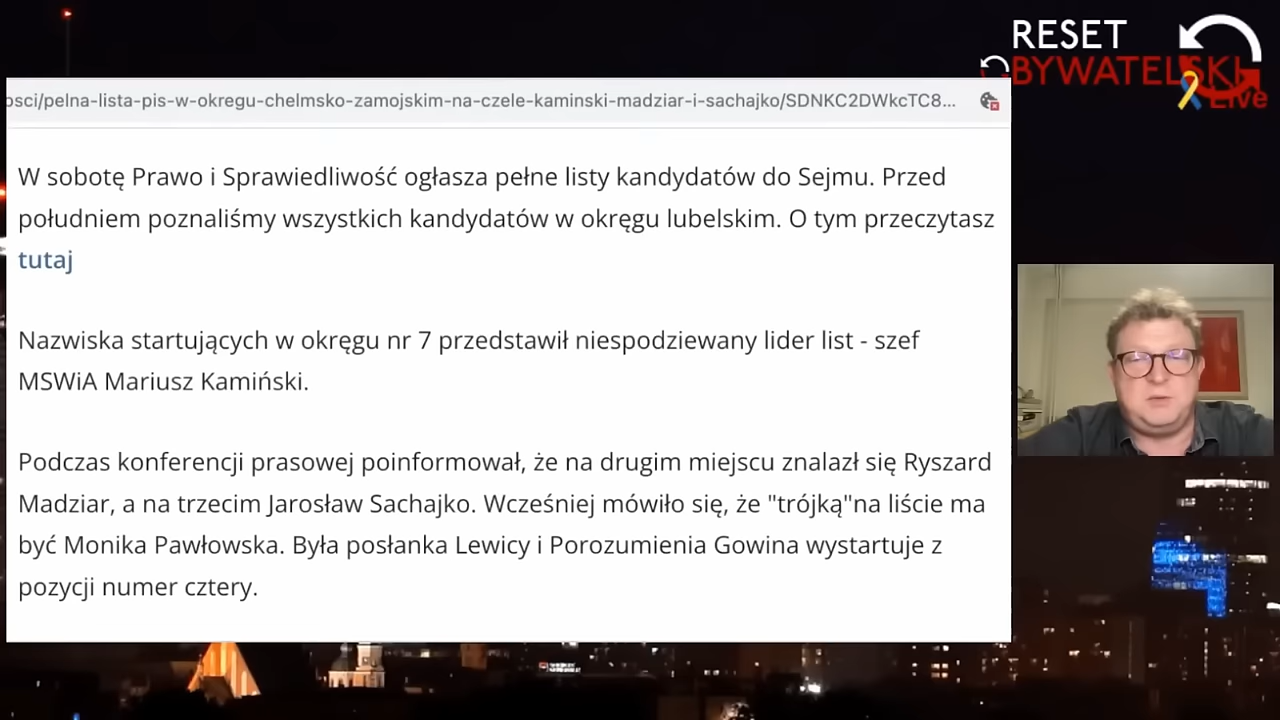 RESET
OBYWATELSKI
Live
osci/pelna-lista-pis-w-okregu-chelmsko-zamojskim-na-czele-kaminski-madziar-i-sachajko/SDNKC2DWkcTC8...
W sobotę Prawo i Sprawiedliwość ogłasza pełne listy kandydatów do Sejmu. Przed
południem poznaliśmy wszystkich kandydatów w okręgu lubelskim. O tym przeczytasz
tutaj
Nazwiska startujących w okręgu nr 7 przedstawił niespodziewany lider list - szef
MSWiA Mariusz Kamiński.
Podczas konferencji prasowej poinformował, że na drugim miejscu znalazł się Ryszard
Madziar, a na trzecim Jarosław Sachajko. Wcześniej mówiło się, że "trójką"na liście ma
być Monika Pawłowska. Była posłanka Lewicy i Porozumienia Gowina wystartuje z
pozycji numer cztery.